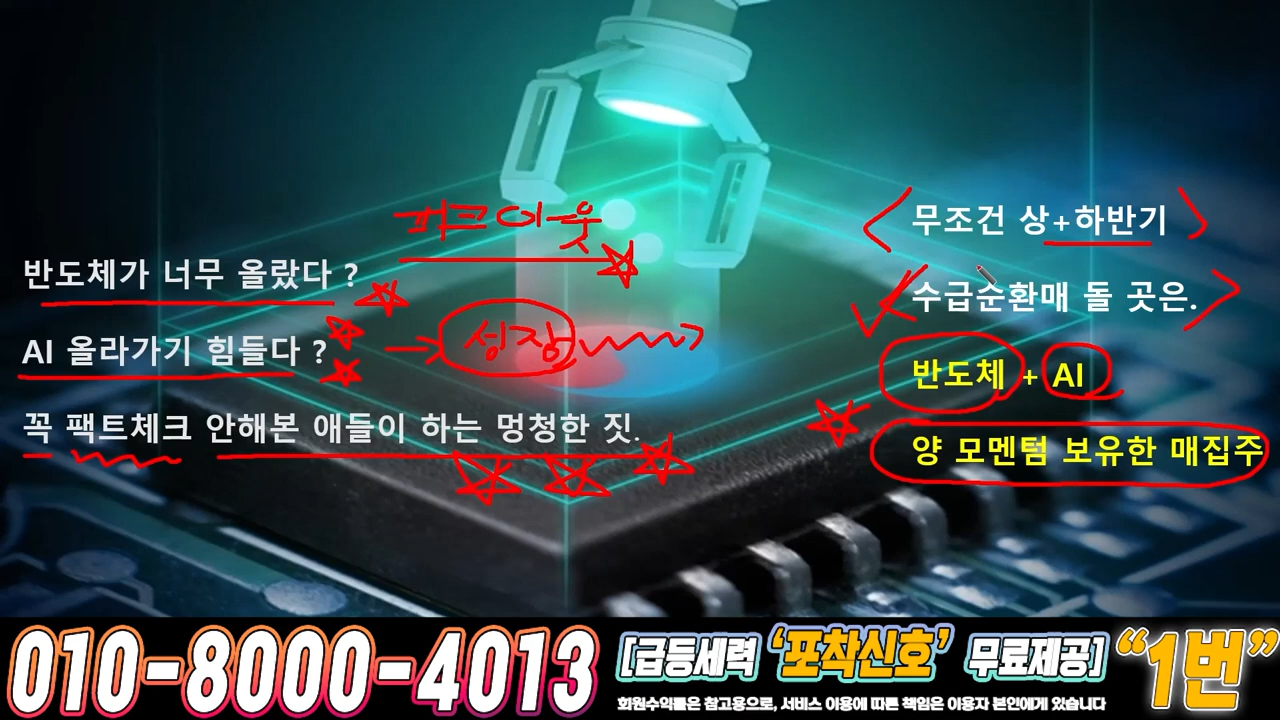 피크아웃
반도체가 너무 올랐다 ?
AI 올라가기 힘들다 ?
성장
꼭 팩트체크 안해본 애들이 하는 멍청한 짓.
무조건 상+하반기
수급순환매 돌 곳은.
반도체 + AI
양 모멘텀 보유한 매집주
010-8000-4013
[급등세력 '포착신호' 무료제공] "1번"
회원수익률은 참고용으로, 서비스 이용에 따른 책임은 이용자 본인에게 있습니다